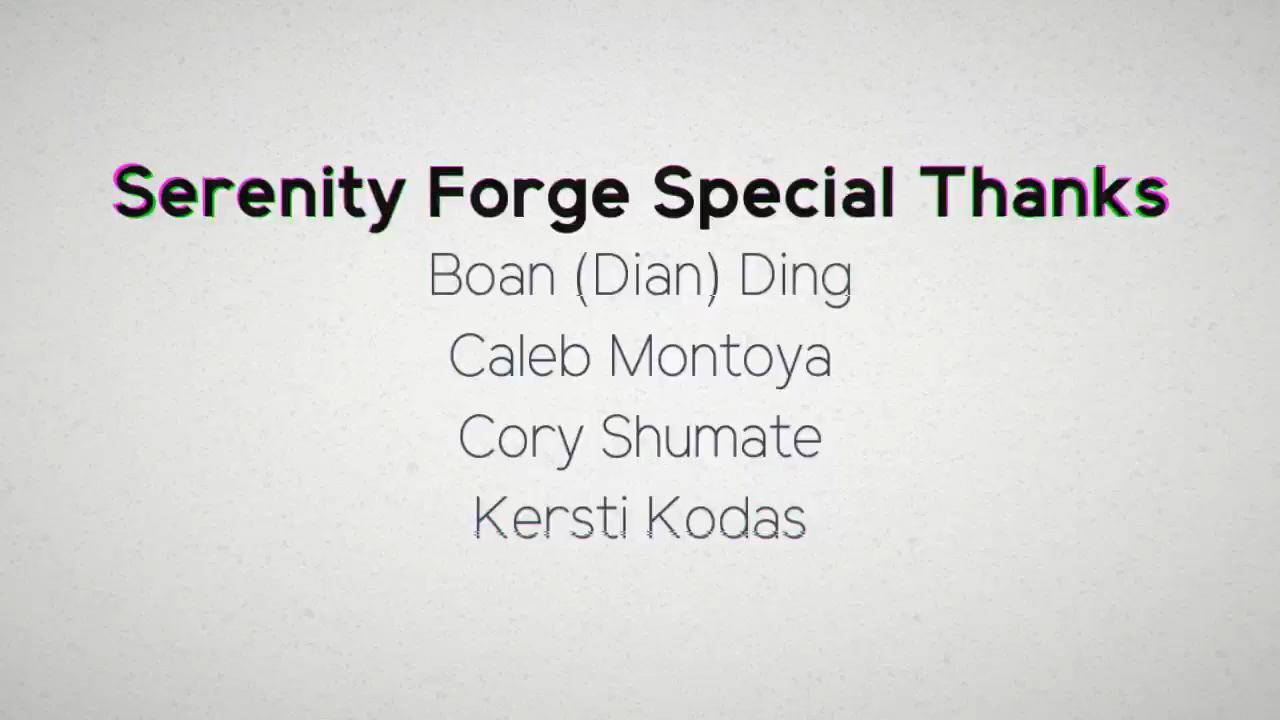 Serenity Forge Special Thanks
Boan (Dian) Ding
Caleb Montoya
Cory Shumate
Kersti Kodas